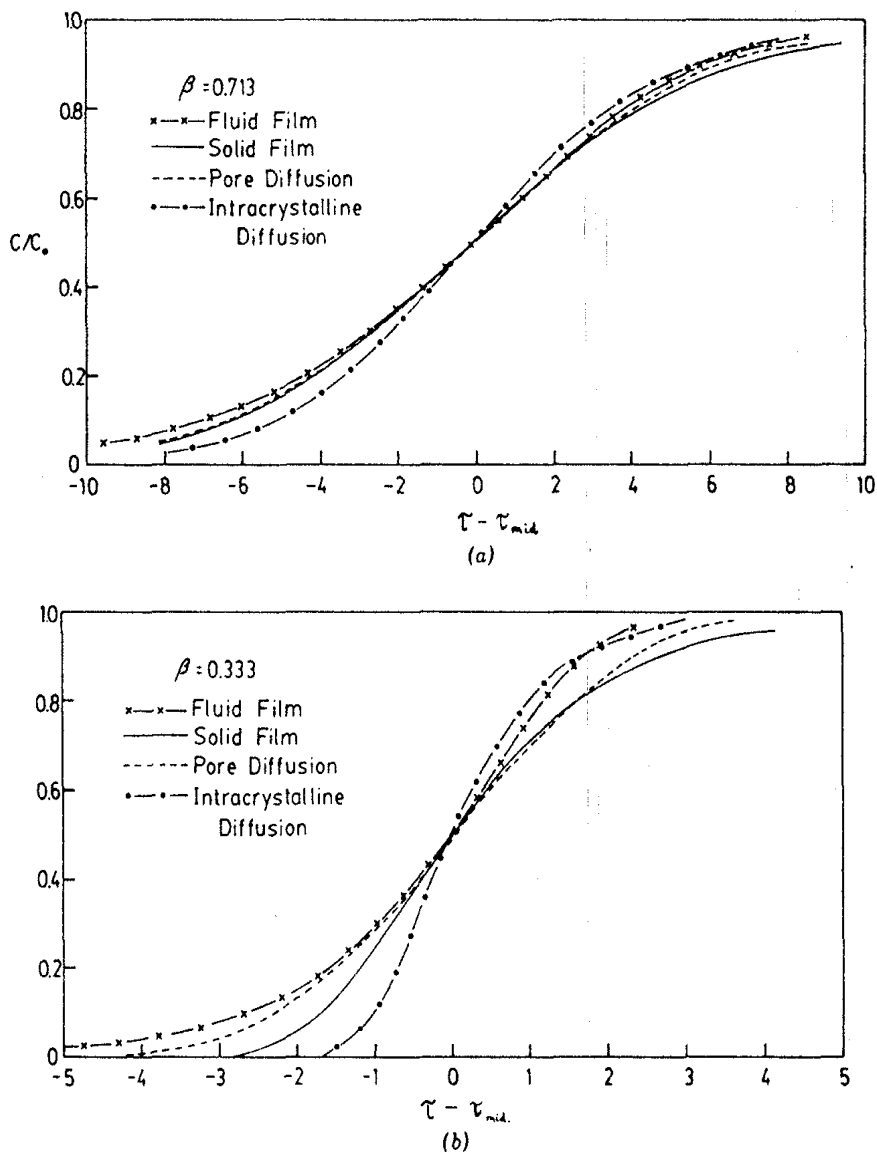 1.0
0.8
0.6
0.4
0.2
0
C/C₀
β = 0.713
x—x— Fluid Film
Solid Film
Pore Diffusion
Intracrystalline
Diffusion
-10 -8 -6 -4 -2 0 2 4 6 8 10
τ - τmid
(a)
1.0
0.8
0.6
0.4
0.2
0
β = 0.333
x—x— Fluid Film
Solid Film
Pore Diffusion
Intracrystalline
Diffusion
-5 -4 -3 -2 -1 0 1 2 3 4 5
τ - τmid.
(b)